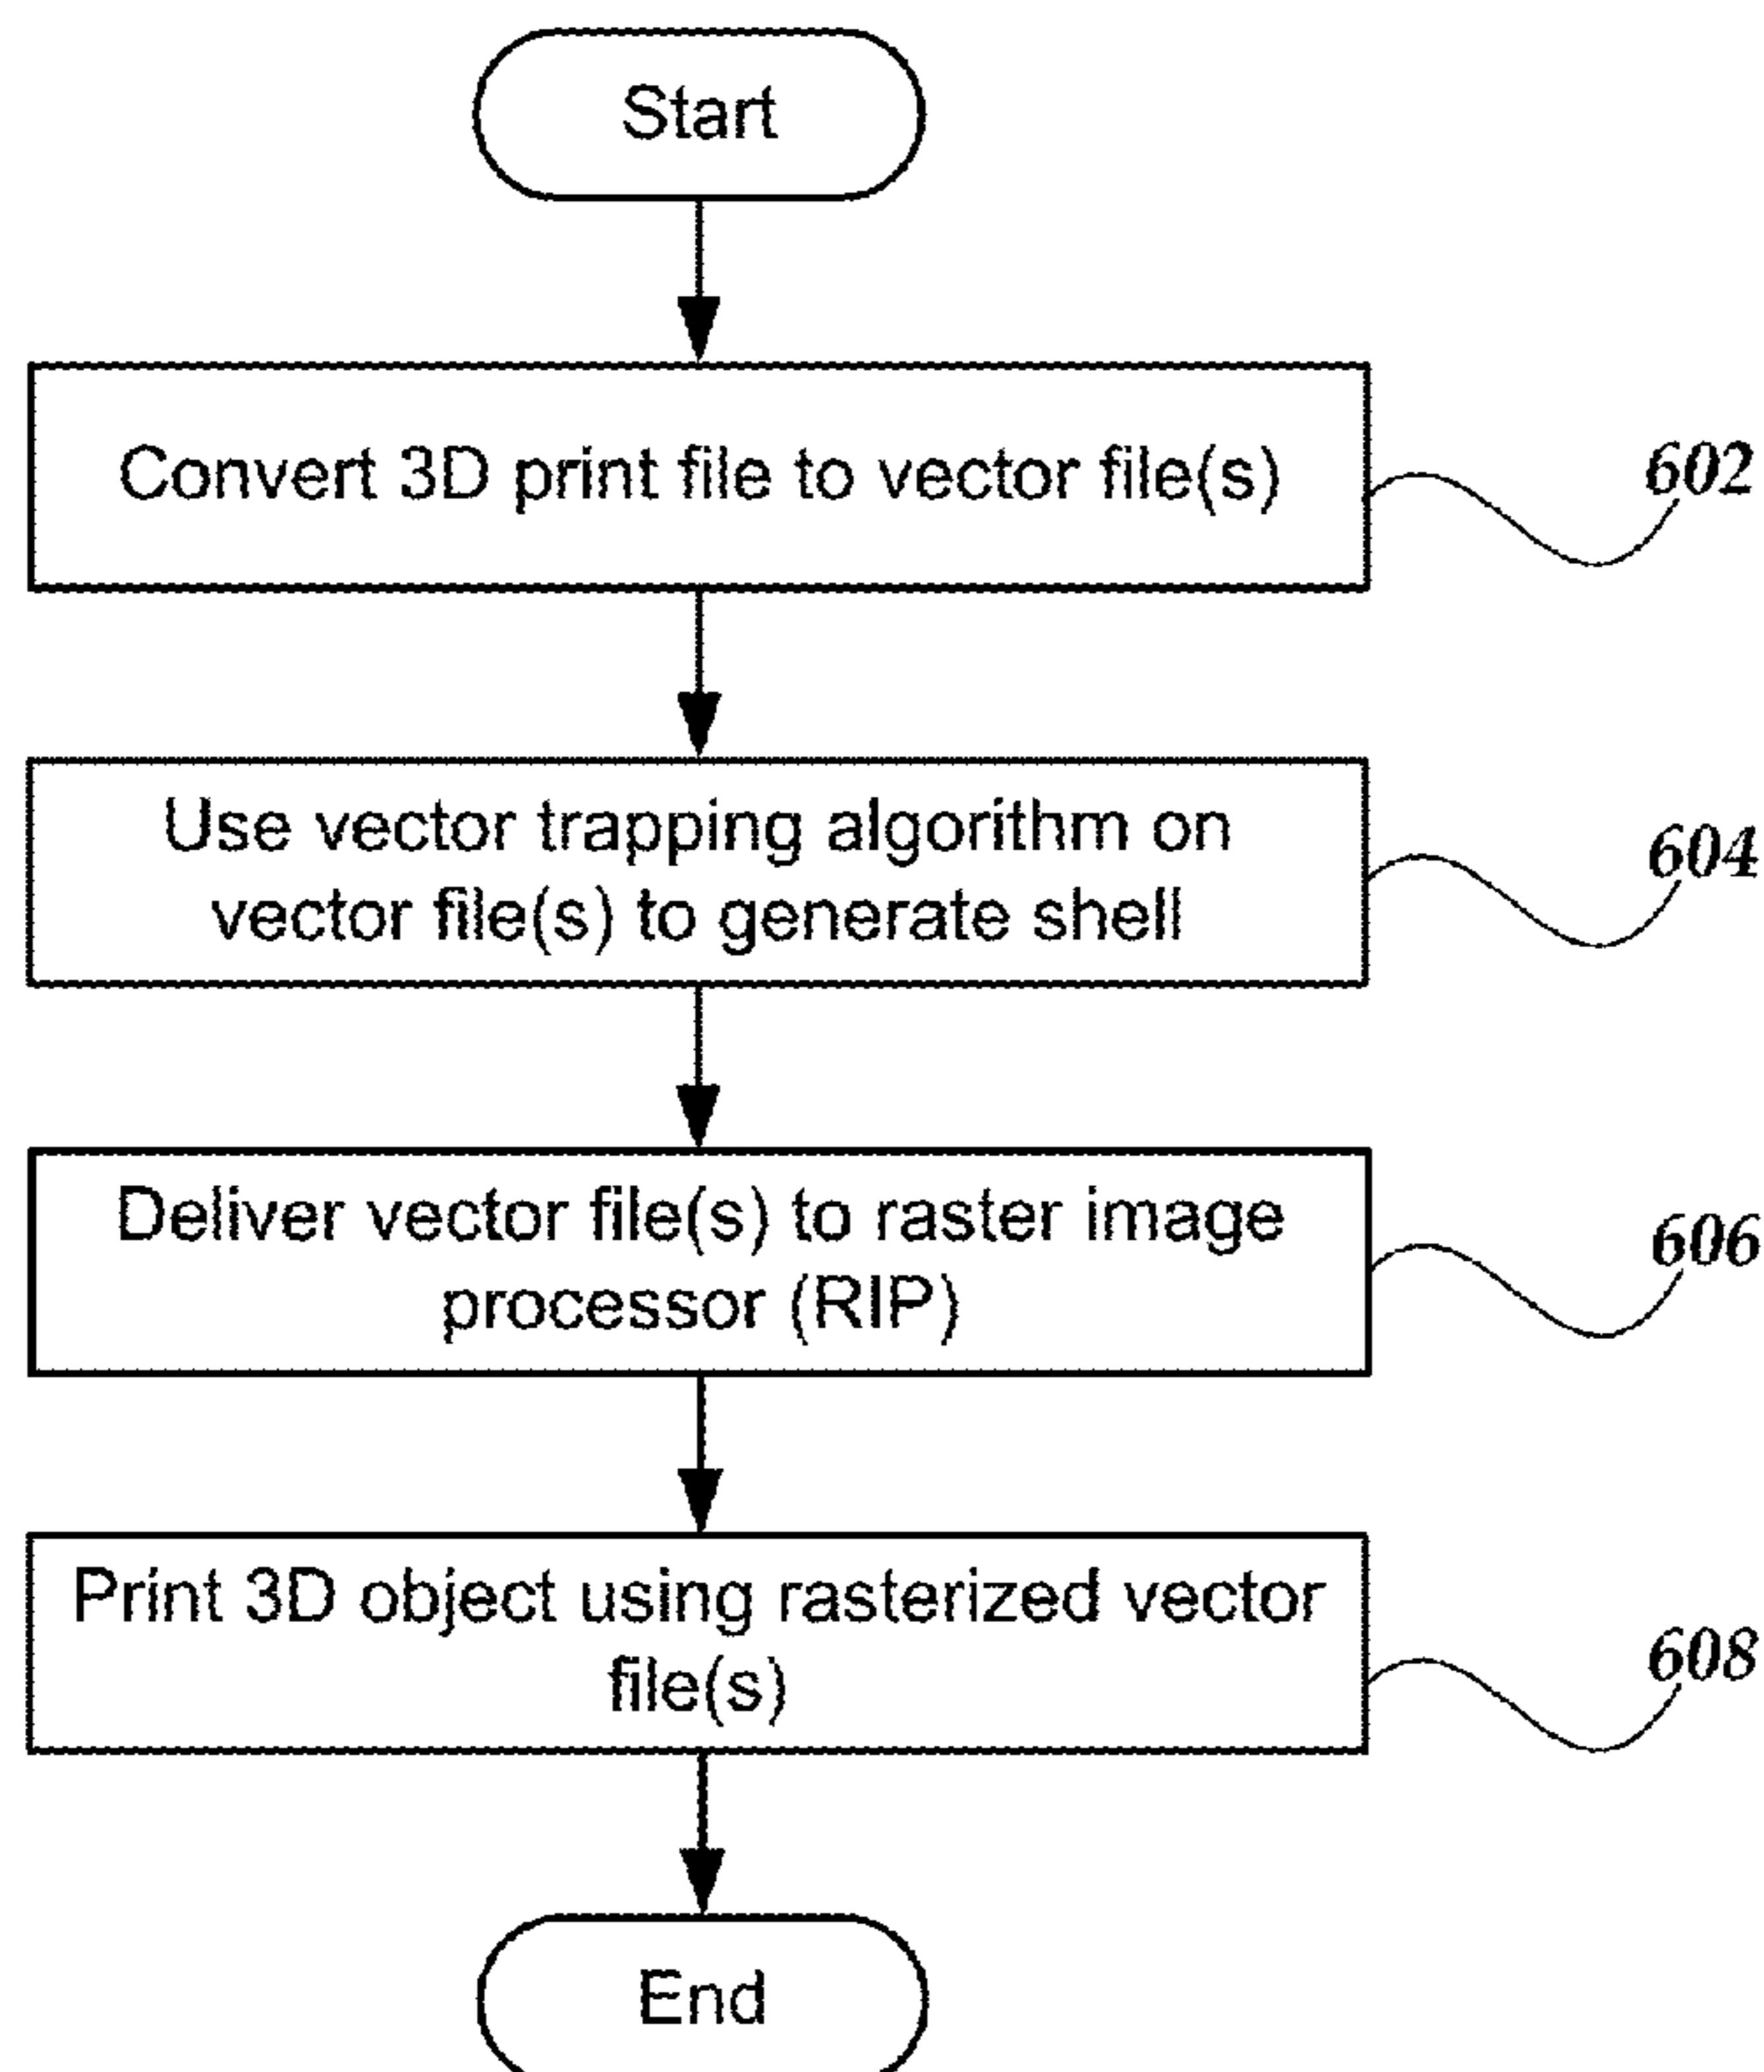 Start
Convert 3D print file to vector file(s)
602
Use vector trapping algorithm on
vector file(s) to generate shell
604
Deliver vector file(s) to raster image
processor (RIP)
606
Print 3D object using rasterized vector
file(s)
608
End